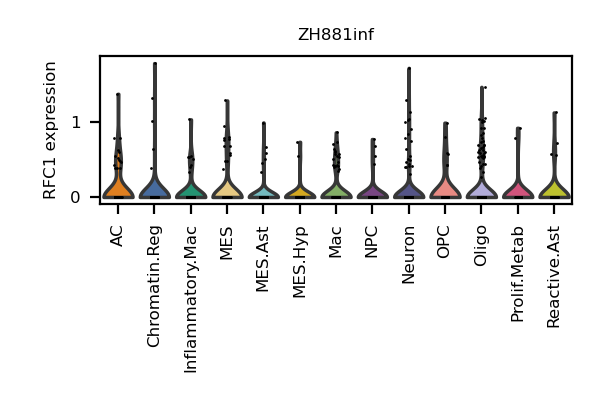 ZH881inf
RFC1 expression
1
0
AC
Chromatin.Reg
Inflammatory.Mac
MES
MES.Ast
MES.Hyp
Mac
NPC
Neuron
OPC
Oligo
Prolif.Metab
Reactive.Ast